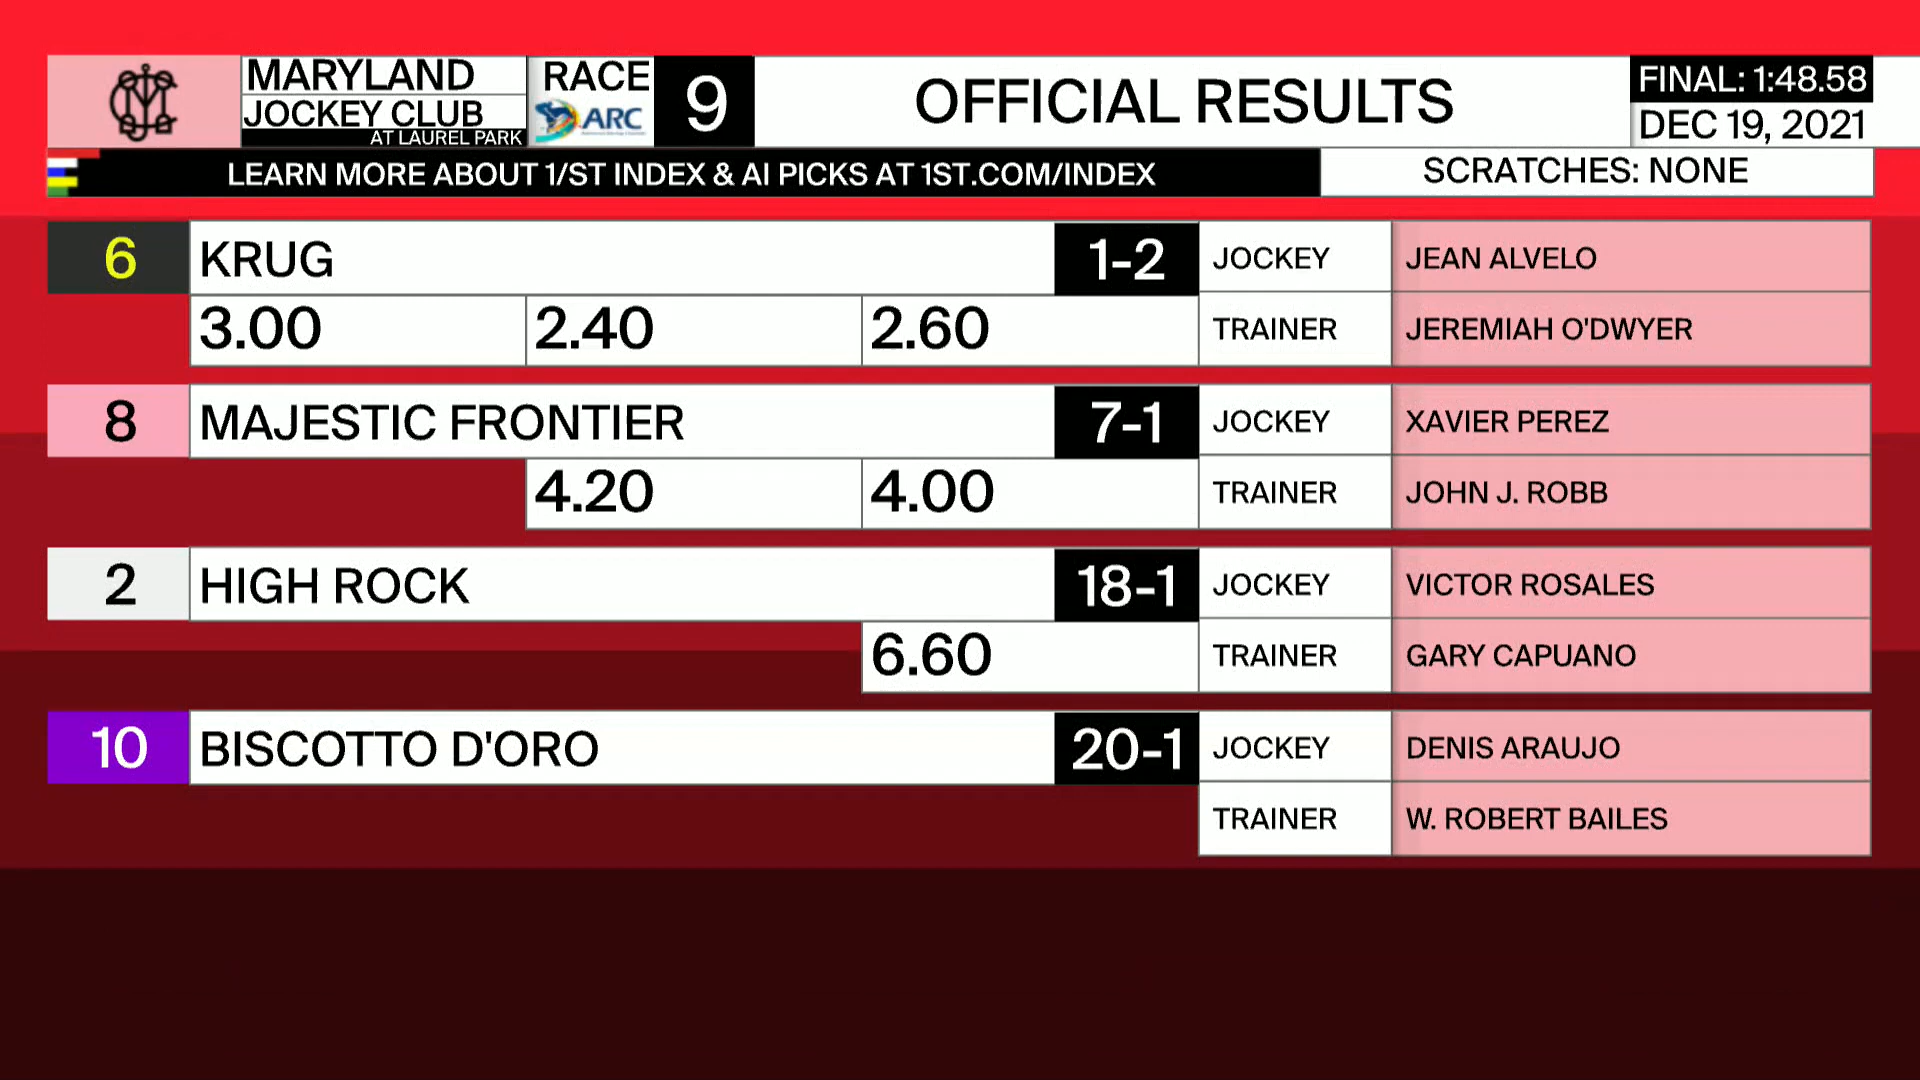 MARYLAND
JOCKEY CLUB
AT LAUREL PARK
RACE
ARC
9
OFFICIAL RESULTS
FINAL: 1:48.58
DEC 19, 2021
LEARN MORE ABOUT 1/ST INDEX & AI PICKS AT 1ST.COM/INDEX
SCRATCHES: NONE
6 KRUG 1-2 JOCKEY JEAN ALVELO
3.00 2.40 2.60 TRAINER JEREMIAH O'DWYER
8 MAJESTIC FRONTIER 7-1 JOCKEY XAVIER PEREZ
4.20 4.00 TRAINER JOHN J. ROBB
2 HIGH ROCK 18-1 JOCKEY VICTOR ROSALES
6.60 TRAINER GARY CAPUANO
10 BISCOTTO D'ORO 20-1 JOCKEY DENIS ARAUJO
TRAINER W. ROBERT BAILES